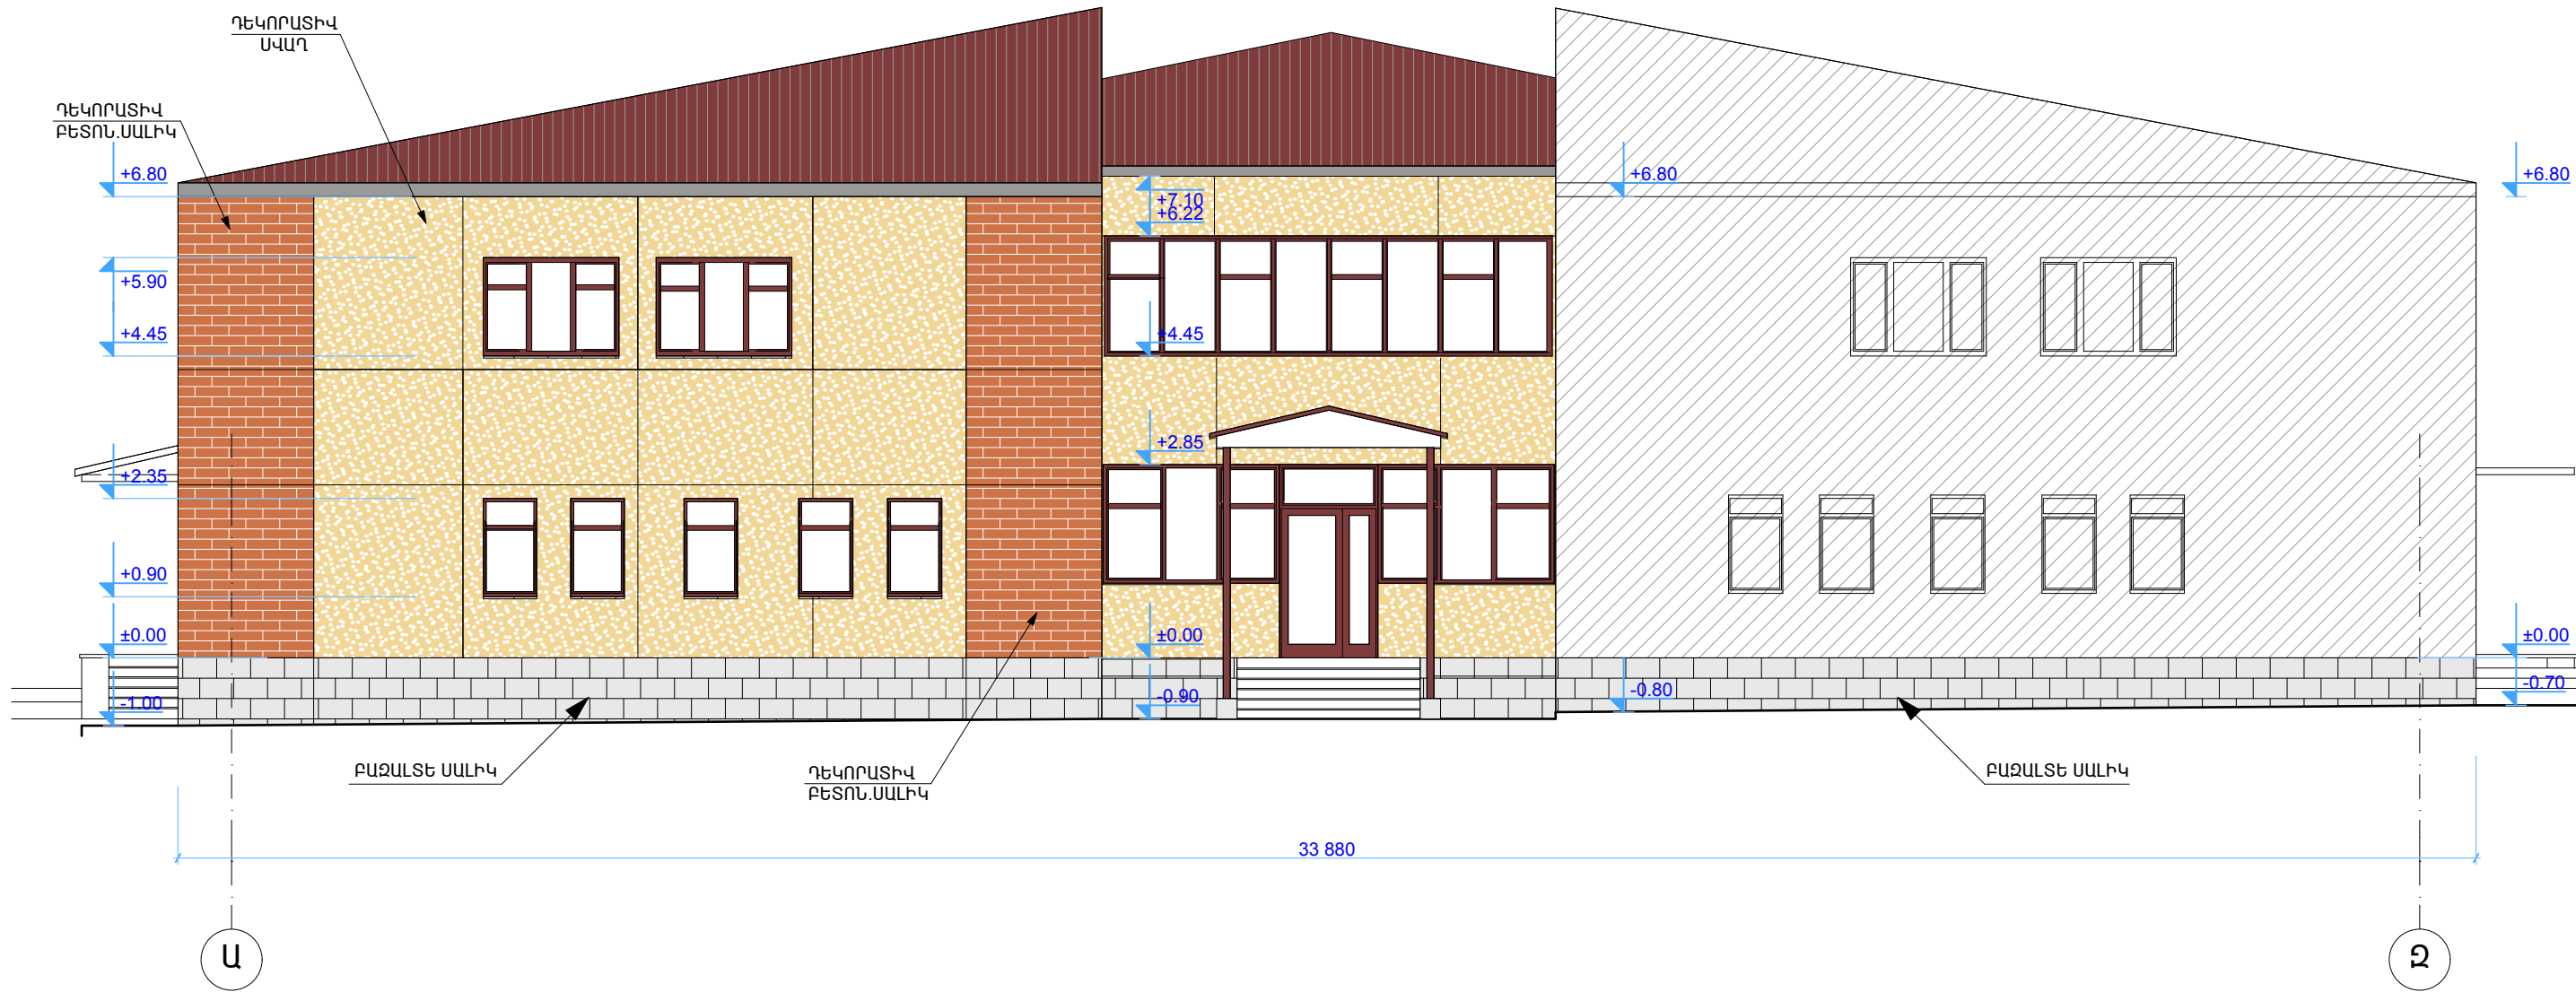 ԴԵԿՈՐԱՏԻՎ
ՍՎԱՂ
ԴԵԿՈՐԱՏԻՎ
ԲԵՏՈՆ.ՍԱԼԻԿ
+6.80
+5.90
+4.45
+2.35
+0.90
±0.00
-1.00
+7.10
+6.22
+4.45
+2.85
±0.00
-0.90
+6.80
-0.80
+6.80
±0.00
-0.70
ԲԱԶԱԼՏԵ ՍԱԼԻԿ
ԴԵԿՈՐԱՏԻՎ
ԲԵՏՈՆ.ՍԱԼԻԿ
ԲԱԶԱԼՏԵ ՍԱԼԻԿ
33 880
Ա
Զ